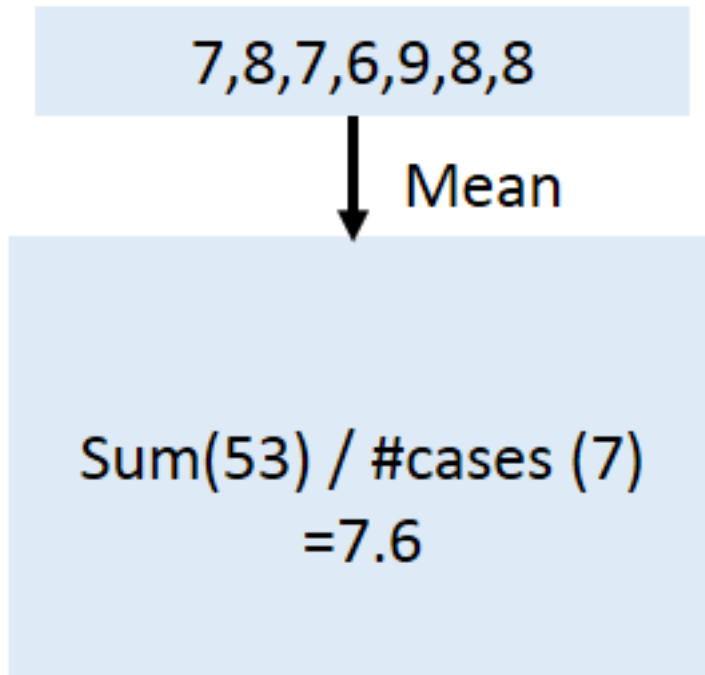 7,8,7,6,9,8,8
Mean
Sum(53) / #cases (7)
=7.6